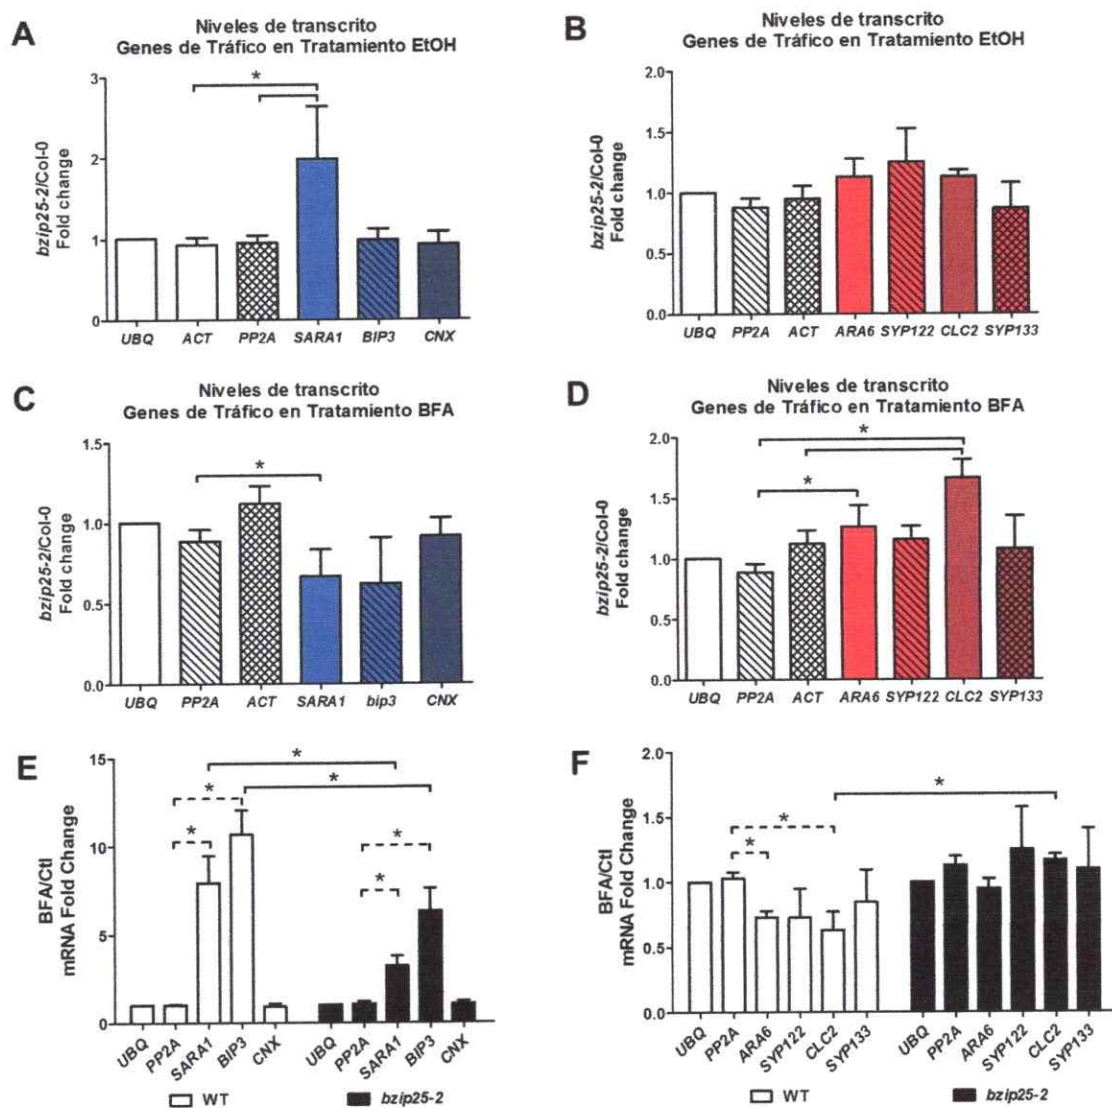 A
Niveles de transcrito
Genes de Tráfico en Tratamiento EtOH
*
bzip25-2/Col-0
Fold change
3
2
1
0
UBQ ACT PP2A SARA1 BIP3 CNX
B
Niveles de transcrito
Genes de Tráfico en Tratamiento EtOH
bzip25-2/Col-0
Fold change
2.0
1.5
1.0
0.5
0.0
UBQ PP2A ACT ARA6 SYP122 CLC2 SYP133
C
Niveles de transcrito
Genes de Tráfico en Tratamiento BFA
*
bzip25-2/Col-0
Fold change
1.5
1.0
0.5
0.0
UBQ PP2A ACT SARA1 bip3 CNX
D
Niveles de transcrito
Genes de Tráfico en Tratamiento BFA
*
*
bzip25-2/Col-0
Fold change
2.0
1.5
1.0
0.5
0.0
UBQ PP2A ACT ARA6 SYP122 CLC2 SYP133
E
*
*
* *
* *
BFA/Ctl
mRNA Fold Change
15
10
5
0
UBQ PP2A SARA1 BIP3 CNX UBQ PP2A SARA1 BIP3 CNX
WT bzip25-2
F
*
*
*
BFA/Ctl
mRNA Fold Change
2.0
1.5
1.0
0.5
0.0
UBQ PP2A ARA6 SYP122 CLC2 SYP133 UBQ PP2A ARA6 SYP122 CLC2 SYP133
WT bzip25-2